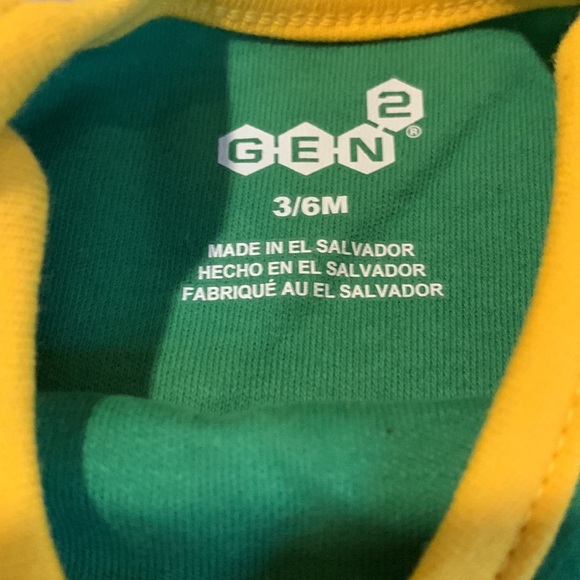 GEN2®
3/6M
MADE IN EL SALVADOR
HECHO EN EL SALVADOR
FABRIQUÉ AU EL SALVADOR